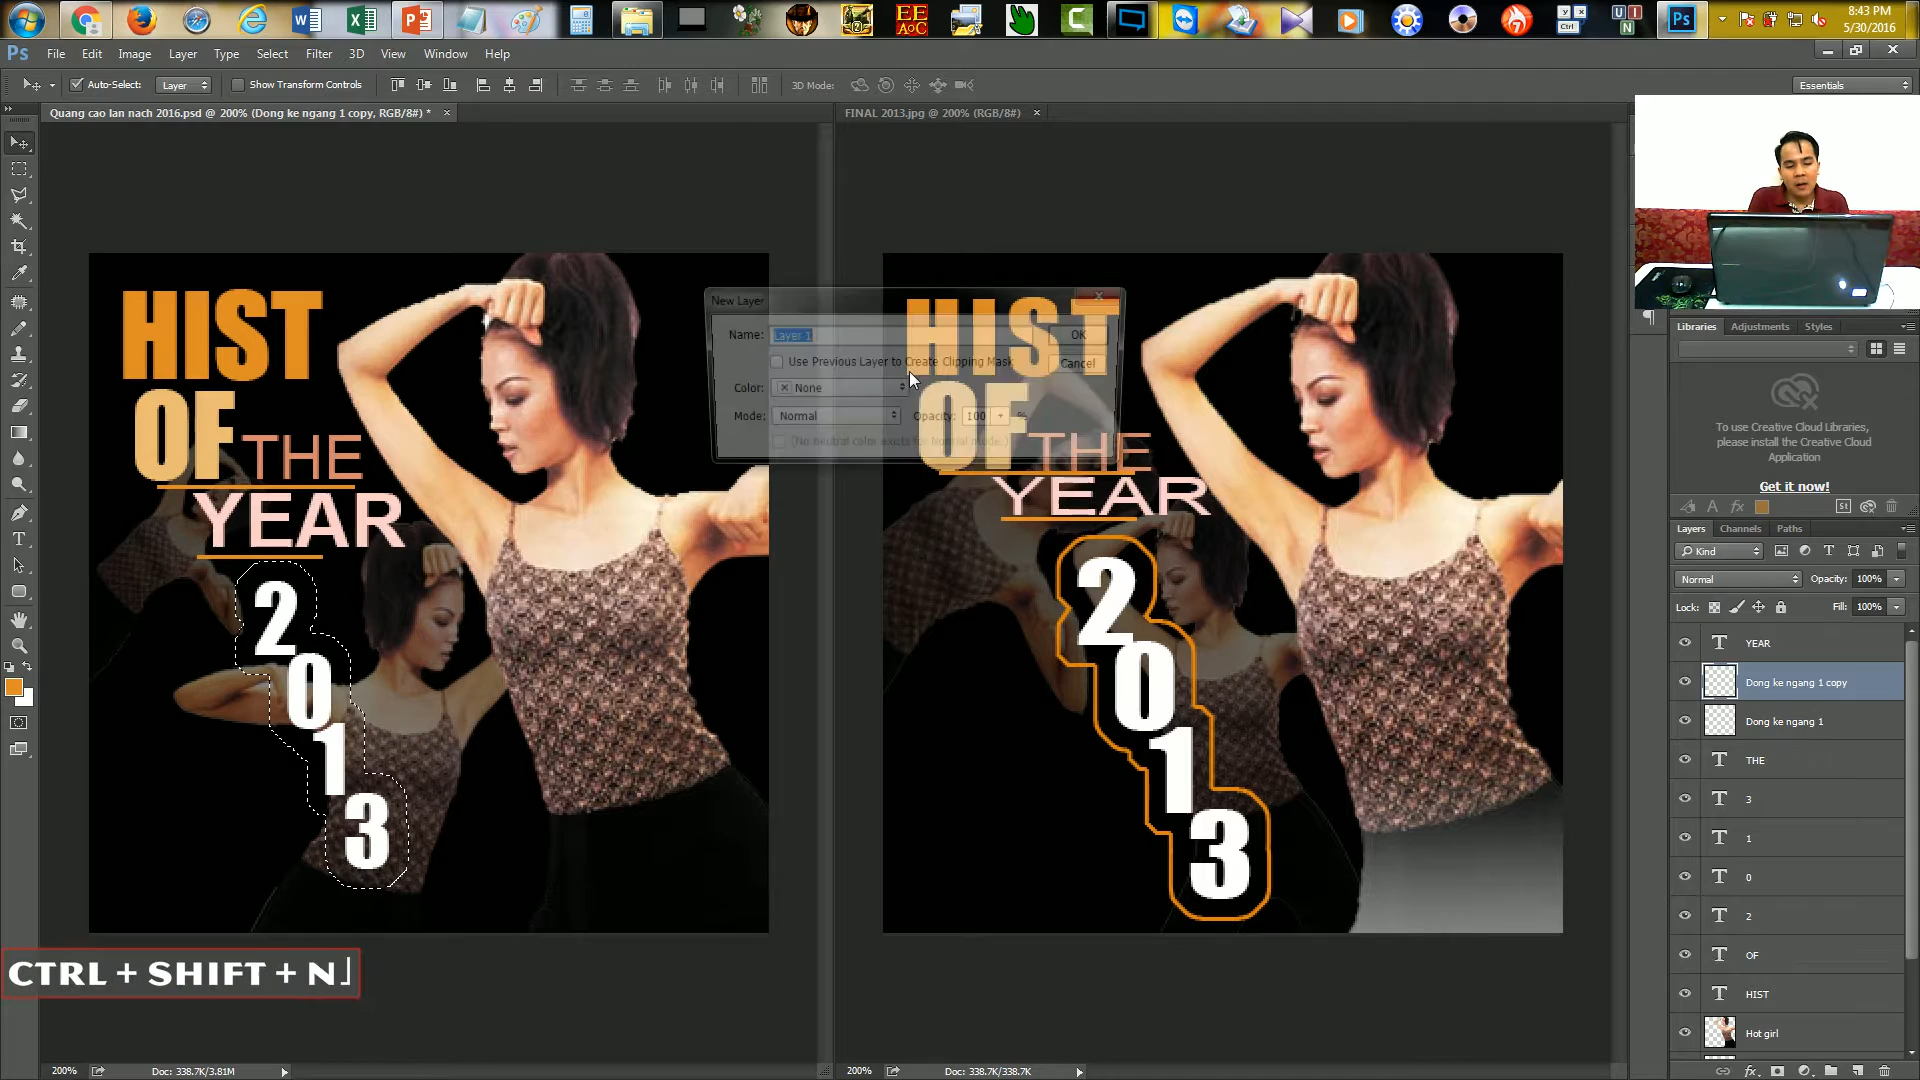 8:43 PM
5/30/2016
Ps File Edit Image Layer Type Select Filter 3D View Window Help
Auto-Select: Layer Show Transform Controls 3D Mode: Essentials
Quang cao lan nach 2016.psd @ 200% (Dong ke ngang 1 copy, RGB/8#) * ×
FINAL 2013.jpg @ 200% (RGB/8#) ×
HIST
OF THE
YEAR
2
0
1
3
New Layer
Name: Layer 1 OK
Use Previous Layer to Create Clipping Mask Cancel
Color: None
Mode: Normal Opacity: 100 %
(No neutral color exists for Normal mode.)
HIST
OF THE
YEAR
2
0
1
3
CTRL + SHIFT + N
200% Doc: 338.7K/3.81M
200% Doc: 338.7K/338.7K
Libraries Adjustments Styles
To use Creative Cloud Libraries,
please install the Creative Cloud
Application
Get it now!
Layers Channels Paths
Kind
Normal Opacity: 100%
Lock: Fill: 100%
T YEAR
Dong ke ngang 1 copy
Dong ke ngang 1
T THE
T 3
T 1
T 0
T 2
T OF
T HIST
Hot girl